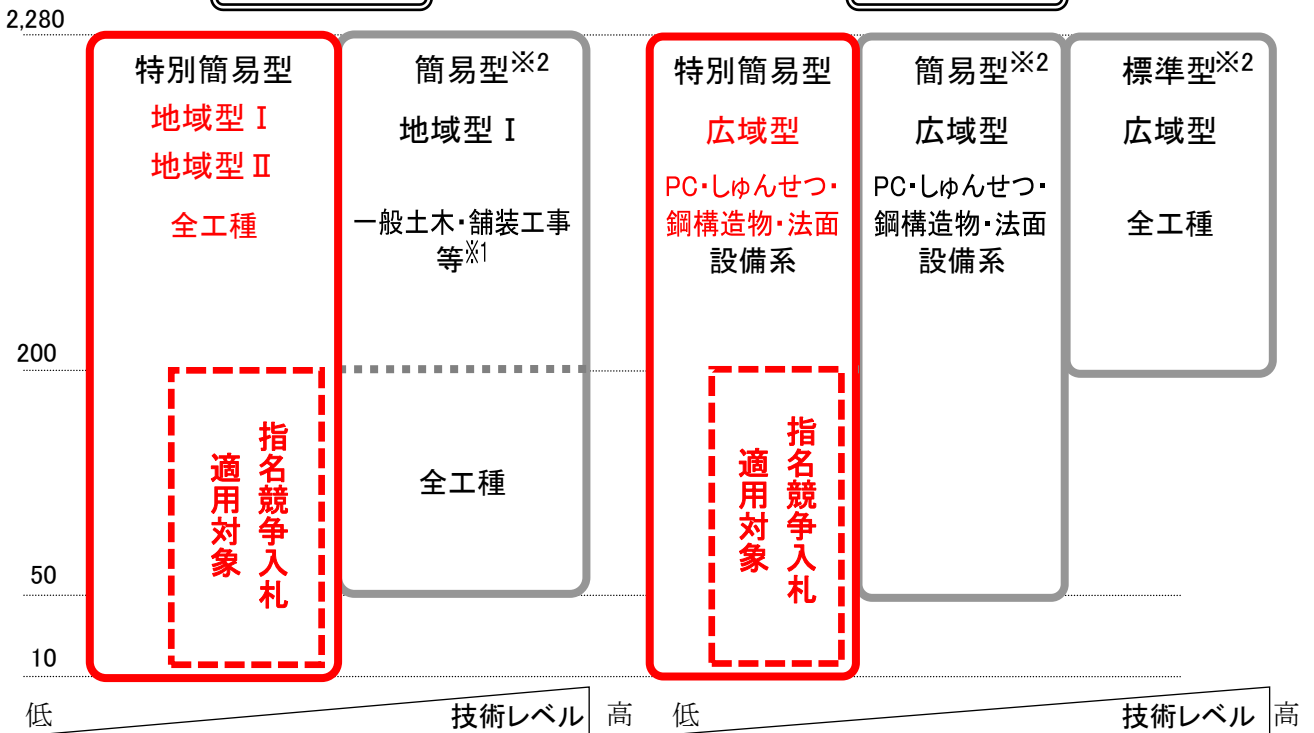 2,280
特別簡易型
地域型Ⅰ
地域型Ⅱ
全工種
指名競争入札
適用対象
簡易型※2
地域型Ⅰ
一般土木・舗装工事
等※1
全工種
特別簡易型
広域型
PC・しゅんせつ・
鋼構造物・法面
設備系
指名競争入札
適用対象
簡易型※2
広域型
PC・しゅんせつ・
鋼構造物・法面
設備系
標準型※2
広域型
全工種
200
50
10
低
技術レベル
高
低
技術レベル
高